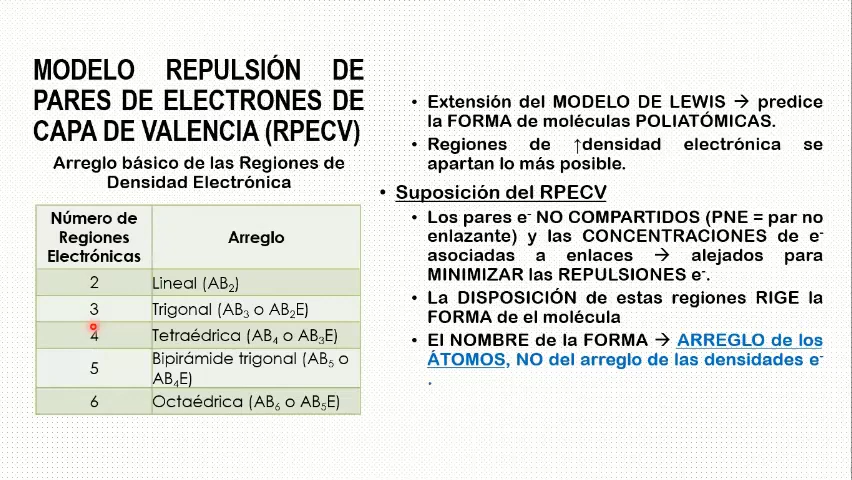 MODELO REPULSIÓN DE
PARES DE ELECTRONES DE
CAPA DE VALENCIA (RPECV)
Arreglo básico de las Regiones de
Densidad Electrónica
Número de
Regiones
Electrónicas
Arreglo
2 Lineal (AB₂)
3 Trigonal (AB₃ o AB₂E)
4 Tetraédrica (AB₄ o AB₃E)
5 Bipirámide trigonal (AB₅ o
AB₄E)
6 Octaédrica (AB₆ o AB₅E)
• Extensión del MODELO DE LEWIS → predice
la FORMA de moléculas POLIATÓMICAS.
• Regiones de ↑densidad electrónica se
apartan lo más posible.
• Suposición del RPECV
• Los pares e⁻ NO COMPARTIDOS (PNE = par no
enlazante) y las CONCENTRACIONES de e⁻
asociadas a enlaces → alejados para
MINIMIZAR las REPULSIONES e⁻.
• La DISPOSICIÓN de estas regiones RIGE la
FORMA de el molécula
• El NOMBRE de la FORMA → ARREGLO de los
ÁTOMOS, NO del arreglo de las densidades e⁻
.